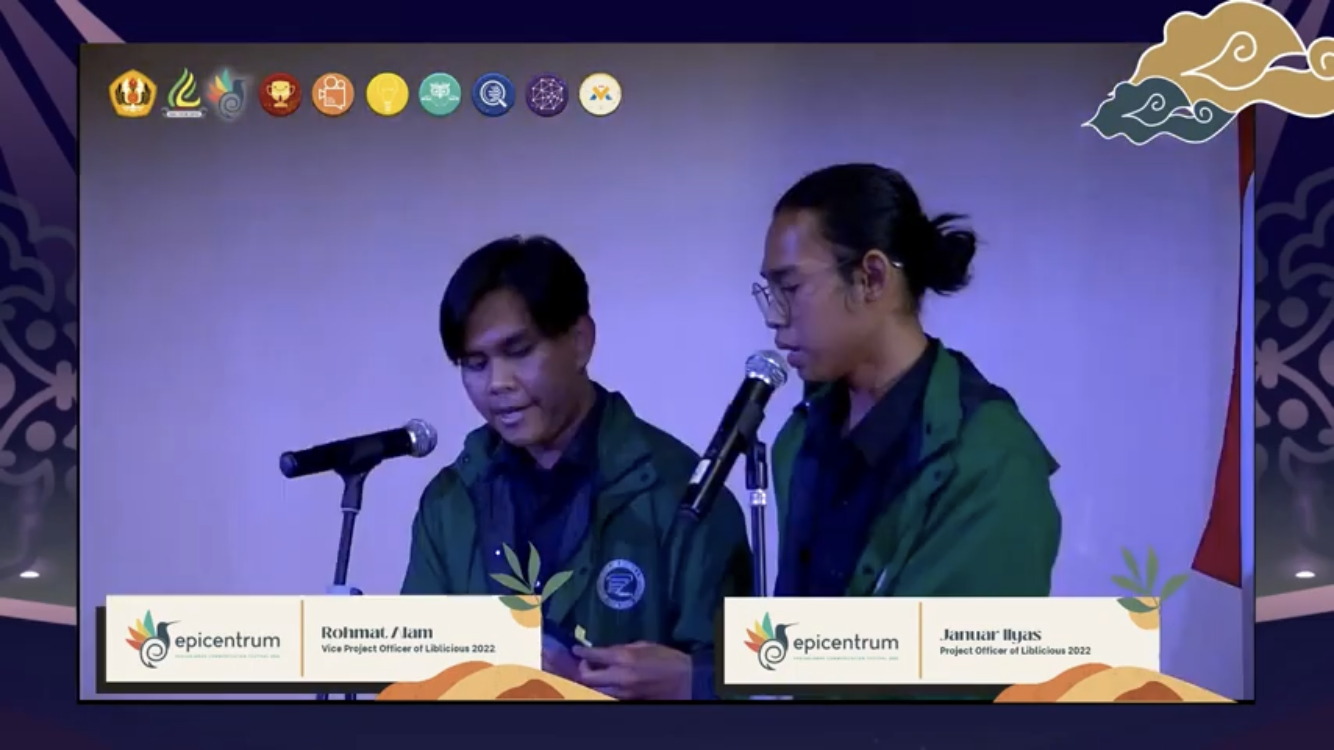 epicentrum
Rohmat Alam
Vice Project Officer of Liblicious 2022
epicentrum
Januar Ilyas
Project Officer of Liblicious 2022